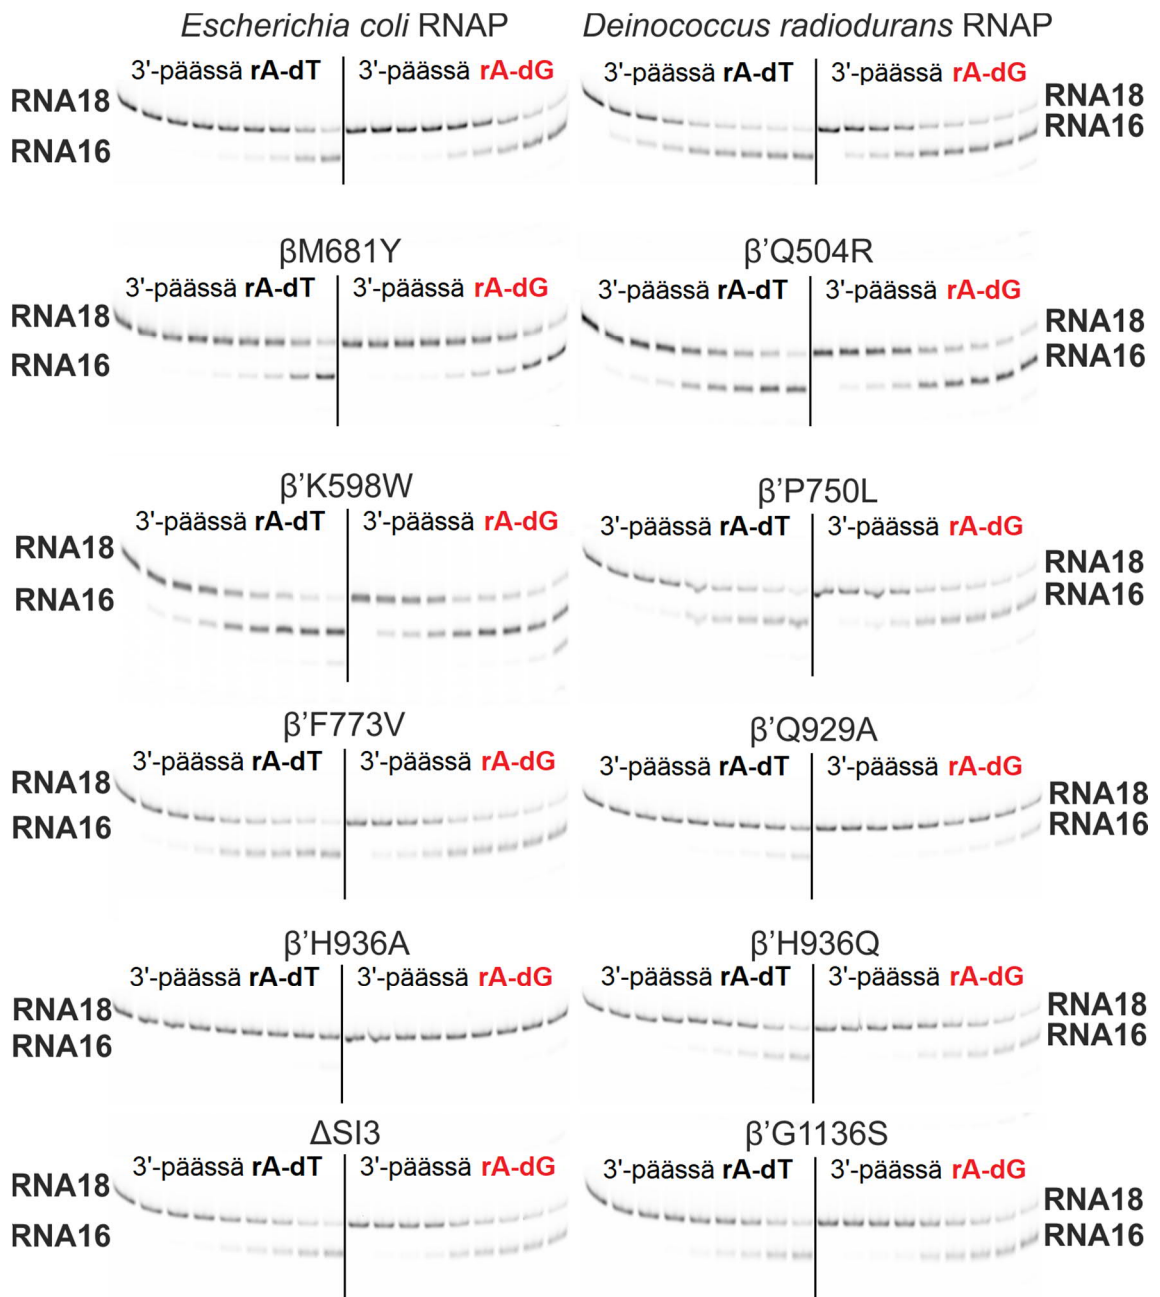 Escherichia coli RNAP Deinococcus radiodurans RNAP
3'-päässä rA-dT 3'-päässä rA-dG 3'-päässä rA-dT 3'-päässä rA-dG
RNA18 RNA18
RNA16 RNA16
βM681Y β'Q504R
3'-päässä rA-dT 3'-päässä rA-dG 3'-päässä rA-dT 3'-päässä rA-dG
RNA18 RNA18
RNA16 RNA16
β'K598W β'P750L
3'-päässä rA-dT 3'-päässä rA-dG 3'-päässä rA-dT 3'-päässä rA-dG
RNA18 RNA18
RNA16 RNA16
β'F773V β'Q929A
3'-päässä rA-dT 3'-päässä rA-dG 3'-päässä rA-dT 3'-päässä rA-dG
RNA18 RNA18
RNA16 RNA16
β'H936A β'H936Q
3'-päässä rA-dT 3'-päässä rA-dG 3'-päässä rA-dT 3'-päässä rA-dG
RNA18 RNA18
RNA16 RNA16
ΔSI3 β'G1136S
3'-päässä rA-dT 3'-päässä rA-dG 3'-päässä rA-dT 3'-päässä rA-dG
RNA18 RNA18
RNA16 RNA16